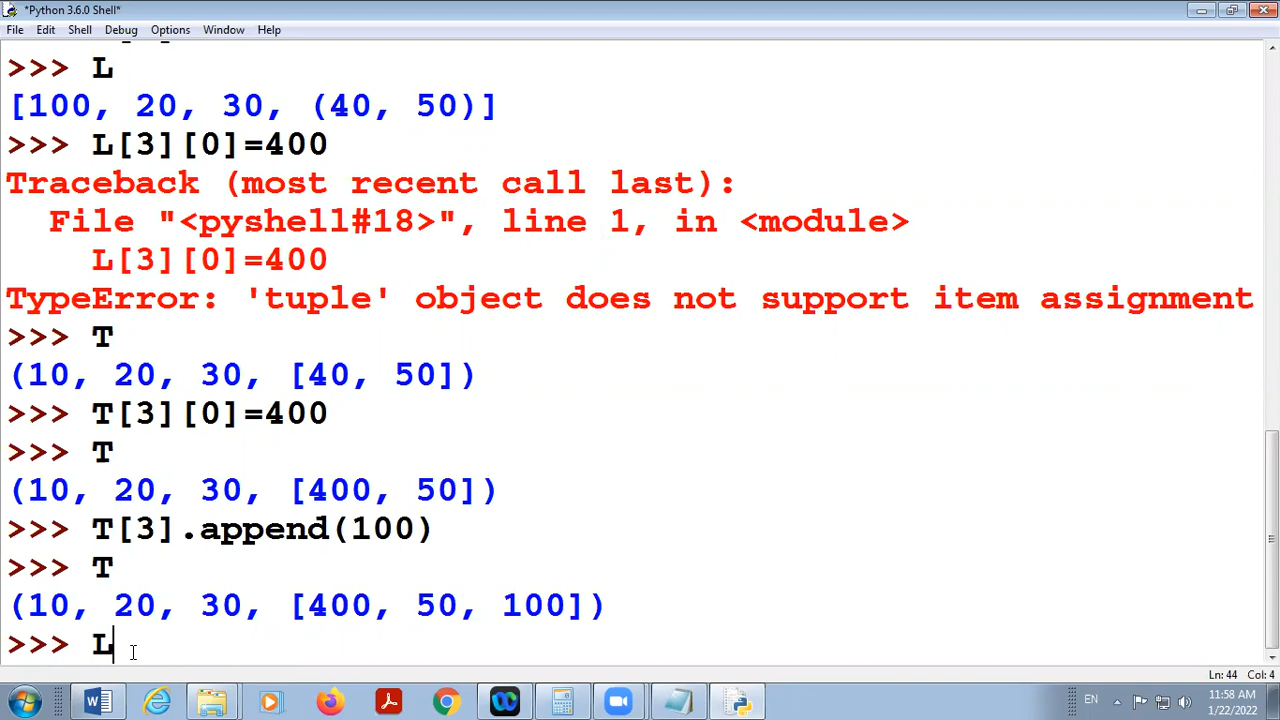 *Python 3.6.0 Shell*
File Edit Shell Debug Options Window Help
>>> L
[100, 20, 30, (40, 50)]
>>> L[3][0]=400
Traceback (most recent call last):
  File "<pyshell#18>", line 1, in <module>
    L[3][0]=400
TypeError: 'tuple' object does not support item assignment
>>> T
(10, 20, 30, [40, 50])
>>> T[3][0]=400
>>> T
(10, 20, 30, [400, 50])
>>> T[3].append(100)
>>> T
(10, 20, 30, [400, 50, 100])
>>> L
Ln: 44 Col: 4
EN 11:58 AM
1/22/2022